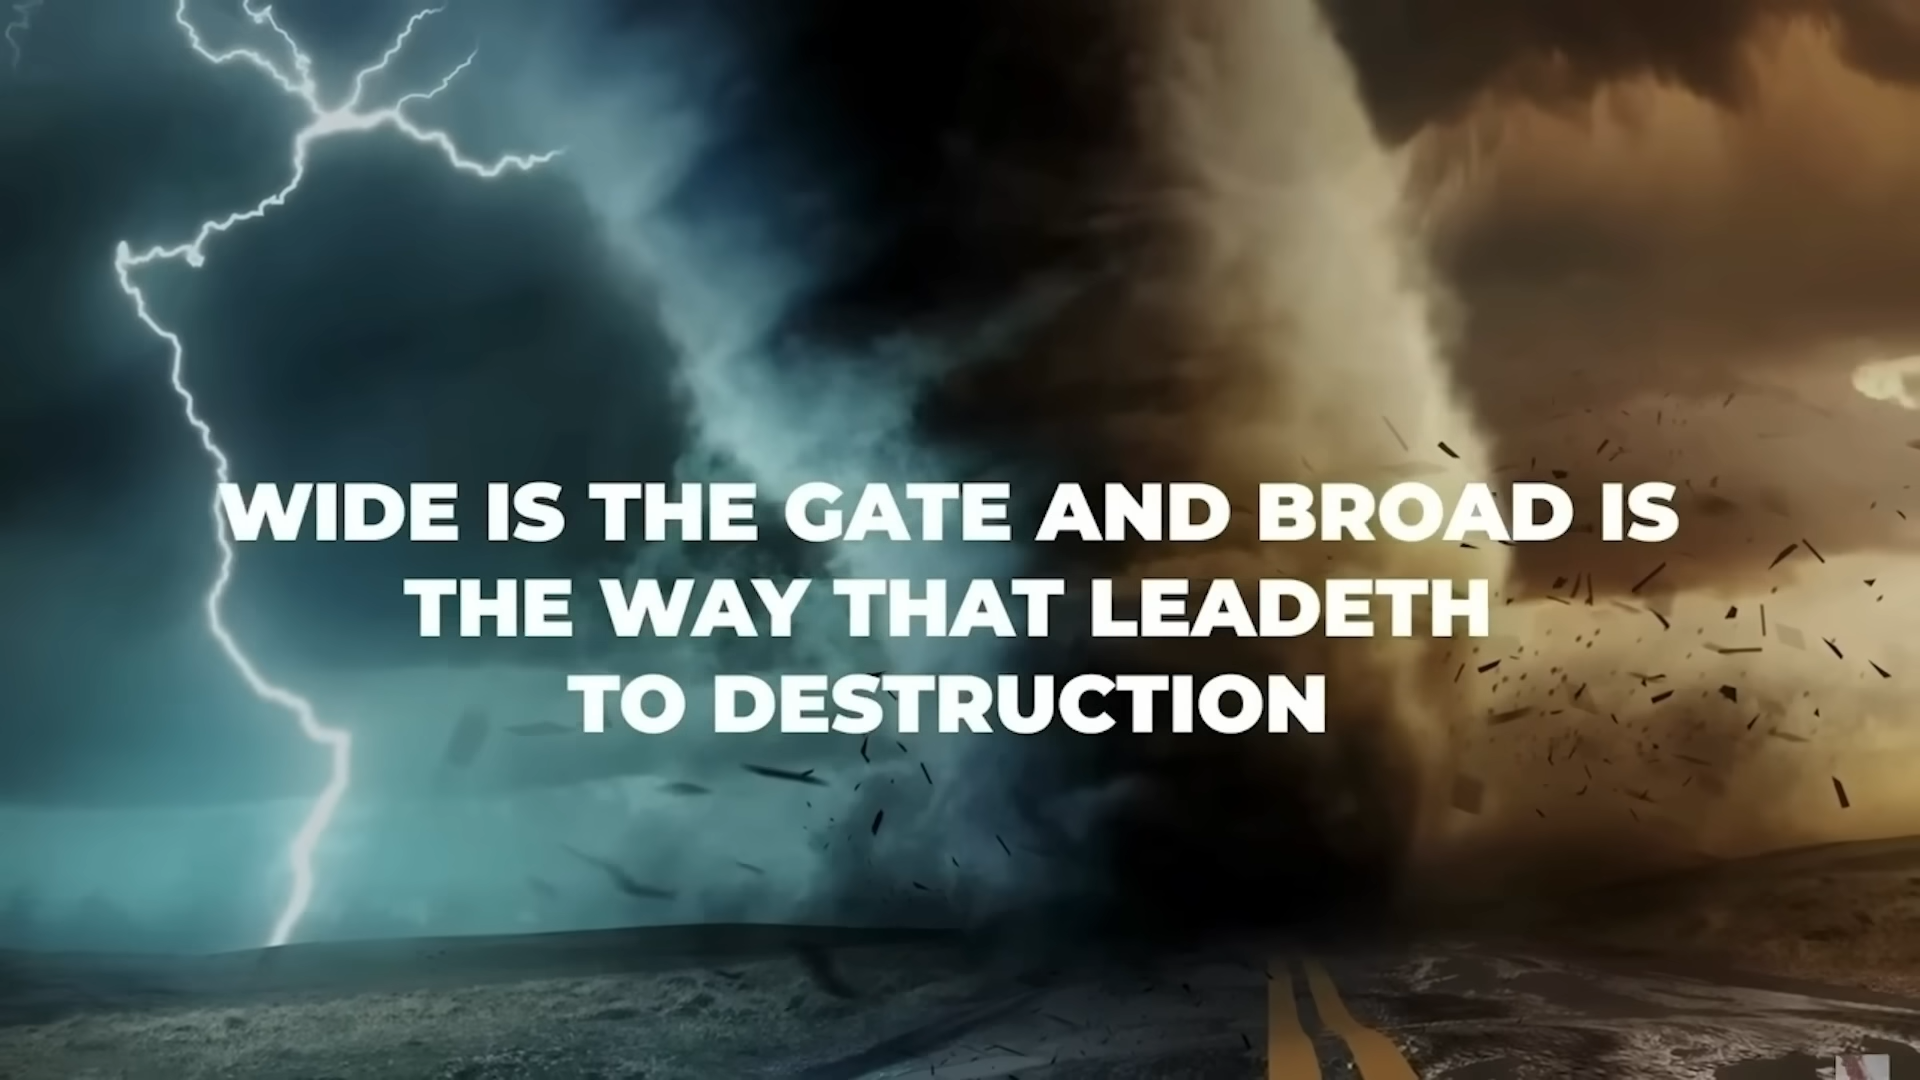 WIDE IS THE GATE AND BROAD IS
THE WAY THAT LEADETH
TO DESTRUCTION